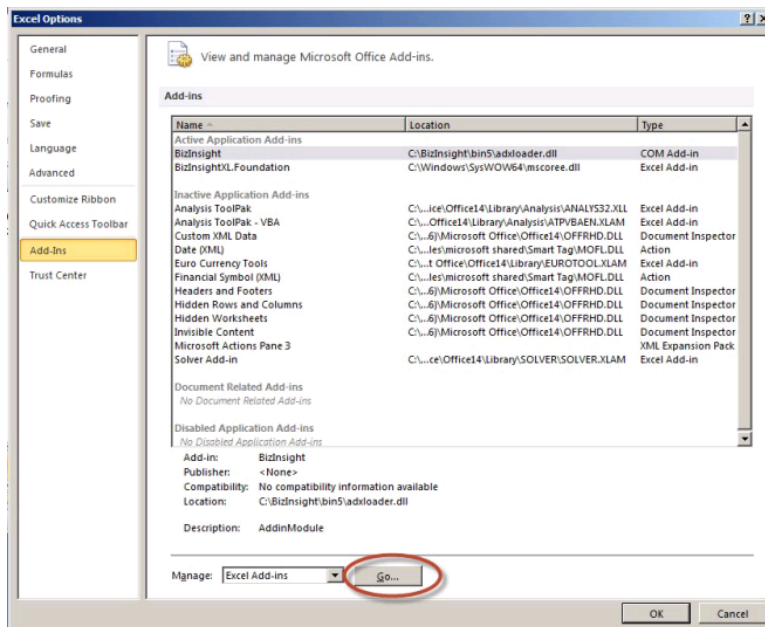 Excel Options
General
Formulas
Proofing
Save
Language
Advanced
Customize Ribbon
Quick Access Toolbar
Add-Ins
Trust Center
View and manage Microsoft Office Add-ins.
Add-ins
Name Location Type
Active Application Add-ins
BizInsight C:\BizInsight\bin5\adxloader.dll COM Add-in
BizInsightXL.Foundation C:\Windows\SysWOW64\mscoree.dll Excel Add-in
Inactive Application Add-ins
Analysis ToolPak C:\...ice\Office14\Library\Analysis\ANALYS32.XLL Excel Add-in
Analysis ToolPak - VBA C:\...Office14\Library\Analysis\ATPVBAEN.XLAM Excel Add-in
Custom XML Data C:\...6)\Microsoft Office\Office14\OFFRHD.DLL Document Inspector
Date (XML) C:\...les\microsoft shared\Smart Tag\MOFL.DLL Action
Euro Currency Tools C:\...t Office\Office14\Library\EUROTOOL.XLAM Excel Add-in
Financial Symbol (XML) C:\...les\microsoft shared\Smart Tag\MOFL.DLL Action
Headers and Footers C:\...6)\Microsoft Office\Office14\OFFRHD.DLL Document Inspector
Hidden Rows and Columns C:\...6)\Microsoft Office\Office14\OFFRHD.DLL Document Inspector
Hidden Worksheets C:\...6)\Microsoft Office\Office14\OFFRHD.DLL Document Inspector
Invisible Content C:\...6)\Microsoft Office\Office14\OFFRHD.DLL Document Inspector
Microsoft Actions Pane 3 XML Expansion Pack
Solver Add-in C:\...ce\Office14\Library\SOLVER\SOLVER.XLAM Excel Add-in
Document Related Add-ins
No Document Related Add-ins
Disabled Application Add-ins
No Disabled Application Add-ins
Add-in: BizInsight
Publisher: <None>
Compatibility: No compatibility information available
Location: C:\BizInsight\bin5\adxloader.dll
Description: AddinModule
Manage: Excel Add-ins Go...
OK Cancel